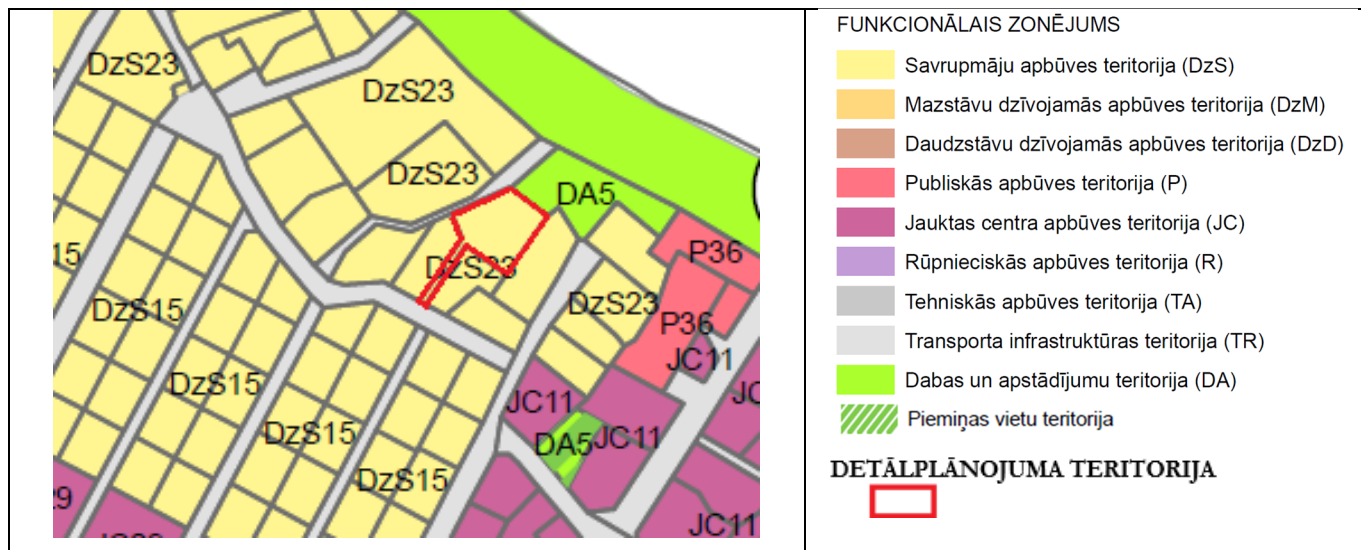 DzS23
DzS23
DzS23
DA5
P36
15
DzS23
DzS23
DzS15
P36
JC11
DzS15
JC11
JC
DzS15
DA5
JC11
DzS15
29
JC11
FUNKCIONĀLAIS ZONĒJUMS
Savrupmāju apbūves teritorija (DzS)
Mazstāvu dzīvojamās apbūves teritorija (DzM)
Daudzstāvu dzīvojamās apbūves teritorija (DzD)
Publiskās apbūves teritorija (P)
Jauktas centra apbūves teritorija (JC)
Rūpnieciskās apbūves teritorija (R)
Tehniskās apbūves teritorija (TA)
Transporta infrastruktūras teritorija (TR)
Dabas un apstādījumu teritorija (DA)
Piemiņas vietu teritorija
DETĀLPLĀNOJUMA TERITORIJA